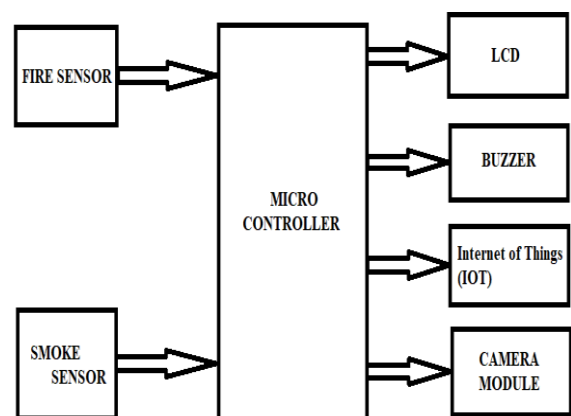 FIRE SENSOR
SMOKE
SENSOR
MICRO
CONTROLLER
LCD
BUZZER
Internet of Things
(IOT)
CAMERA
MODULE